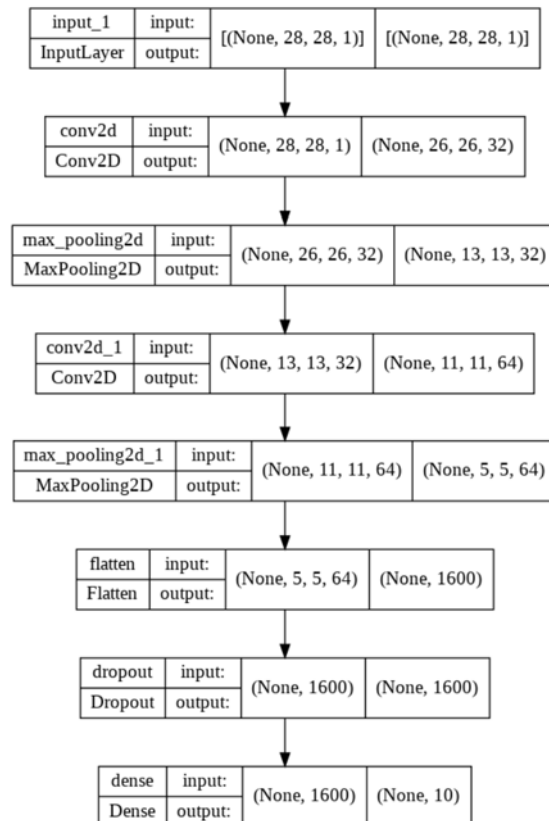 input_1 input: [(None, 28, 28, 1)] [(None, 28, 28, 1)]
InputLayer output:
conv2d input: (None, 28, 28, 1) (None, 26, 26, 32)
Conv2D output:
max_pooling2d input: (None, 26, 26, 32) (None, 13, 13, 32)
MaxPooling2D output:
conv2d_1 input: (None, 13, 13, 32) (None, 11, 11, 64)
Conv2D output:
max_pooling2d_1 input: (None, 11, 11, 64) (None, 5, 5, 64)
MaxPooling2D output:
flatten input: (None, 5, 5, 64) (None, 1600)
Flatten output:
dropout input: (None, 1600) (None, 1600)
Dropout output:
dense input: (None, 1600) (None, 10)
Dense output: